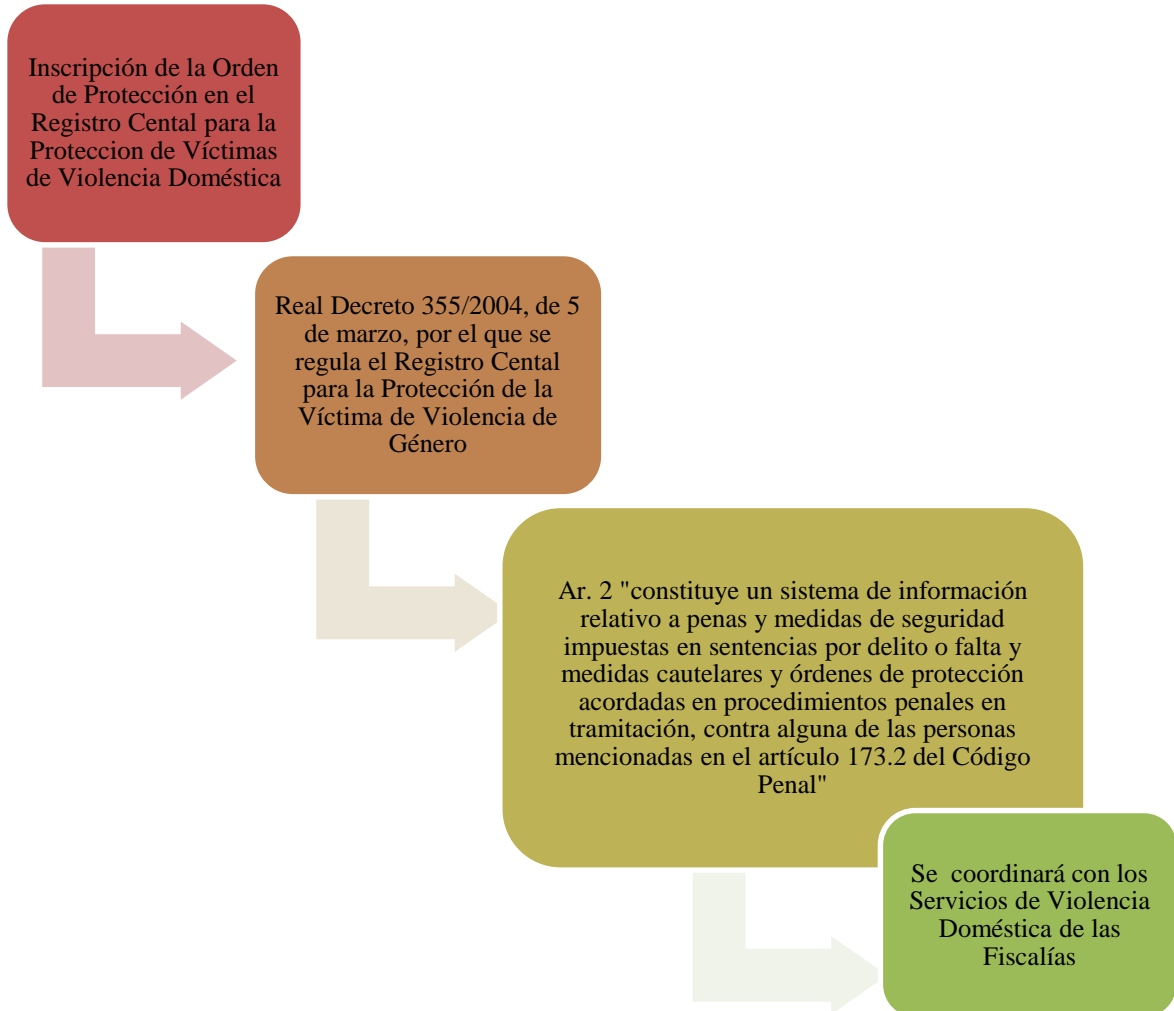 Inscripción de la Orden
de Protección en el
Registro Cental para la
Proteccion de Víctimas
de Violencia Doméstica
Real Decreto 355/2004, de 5
de marzo, por el que se
regula el Registro Cental
para la Protección de la
Víctima de Violencia de
Género
Ar. 2 "constituye un sistema de información
relativo a penas y medidas de seguridad
impuestas en sentencias por delito o falta y
medidas cautelares y órdenes de protección
acordadas en procedimientos penales en
tramitación, contra alguna de las personas
mencionadas en el artículo 173.2 del Código
Penal"
Se coordinará con los
Servicios de Violencia
Doméstica de las
Fiscalías